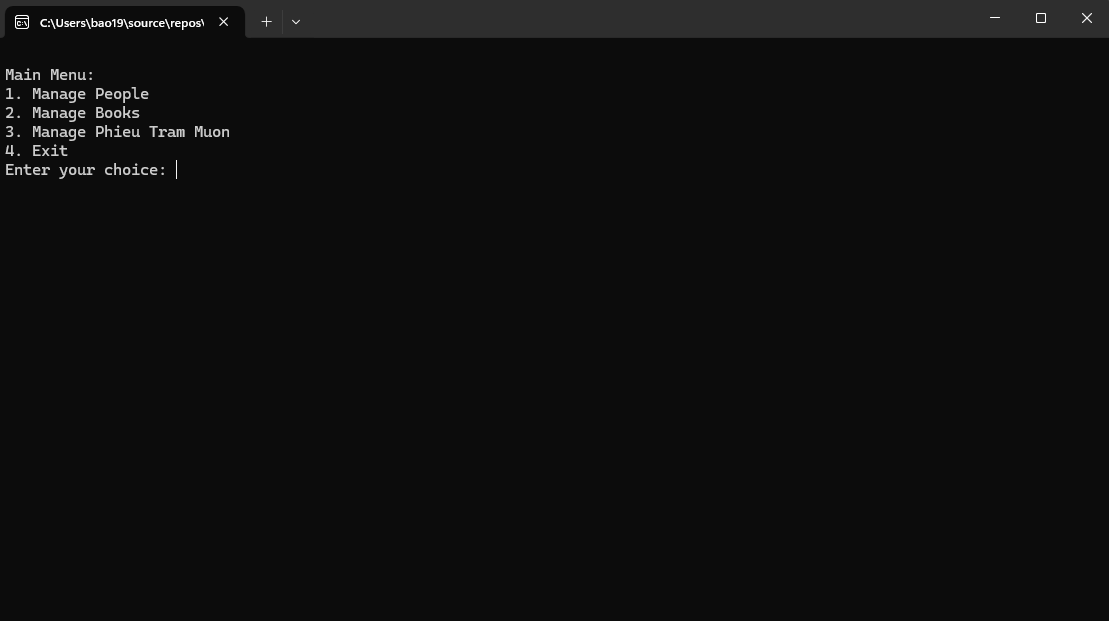 C:\Users\bao19\source\repos\
Main Menu:
1. Manage People
2. Manage Books
3. Manage Phieu Tram Muon
4. Exit
Enter your choice: